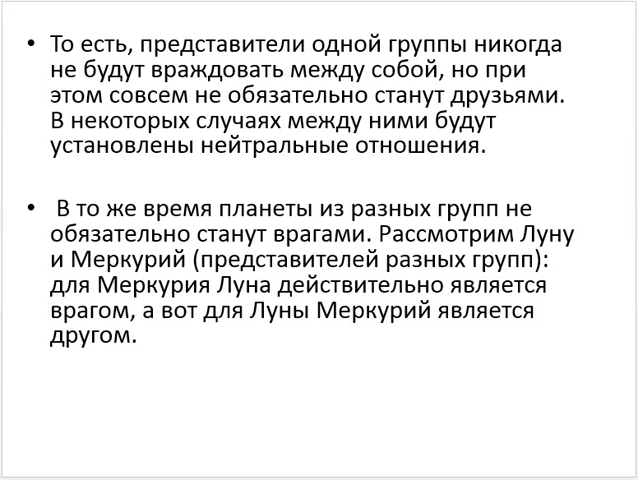 • То есть, представители одной группы никогда
не будут враждовать между собой, но при
этом совсем не обязательно станут друзьями.
В некоторых случаях между ними будут
установлены нейтральные отношения.
• В то же время планеты из разных групп не
обязательно станут врагами. Рассмотрим Луну
и Меркурий (представителей разных групп):
для Меркурия Луна действительно является
врагом, а вот для Луны Меркурий является
другом.